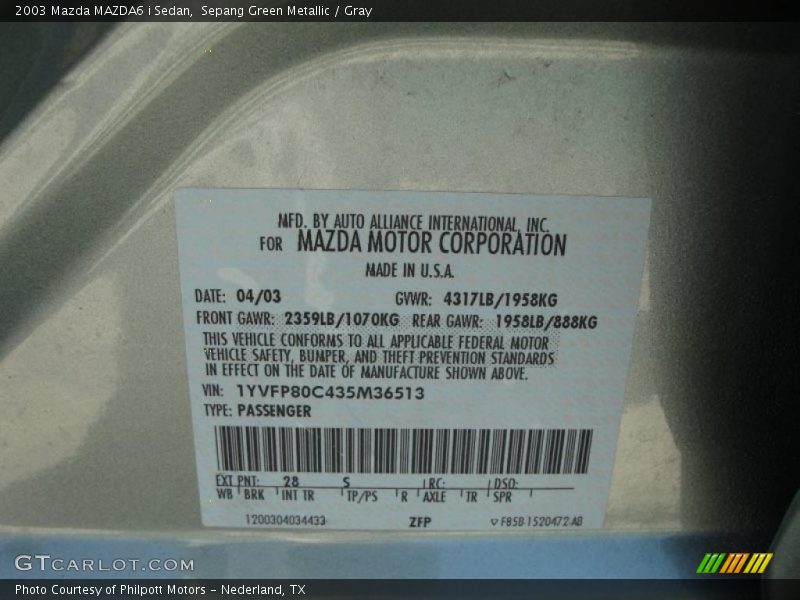 2003 Mazda MAZDA6 i Sedan, Sepang Green Metallic / Gray
MFD. BY AUTO ALLIANCE INTERNATIONAL, INC.
FOR MAZDA MOTOR CORPORATION
MADE IN U.S.A.
DATE: 04/03 GVWR: 4317LB/1958KG
FRONT GAWR: 2359LB/1070KG REAR GAWR: 1958LB/888KG
THIS VEHICLE CONFORMS TO ALL APPLICABLE FEDERAL MOTOR
VEHICLE SAFETY, BUMPER, AND THEFT PREVENTION STANDARDS
IN EFFECT ON THE DATE OF MANUFACTURE SHOWN ABOVE.
VIN: 1YVFP80C435M36513
TYPE: PASSENGER
EXT PNT: 28 S RC: DSO:
WB BRK INT TR TP/PS R AXLE TR SPR
1200304034433 ZFP F85B-1520472-AB
GTCARLOT.COM
Photo Courtesy of Philpott Motors - Nederland, TX